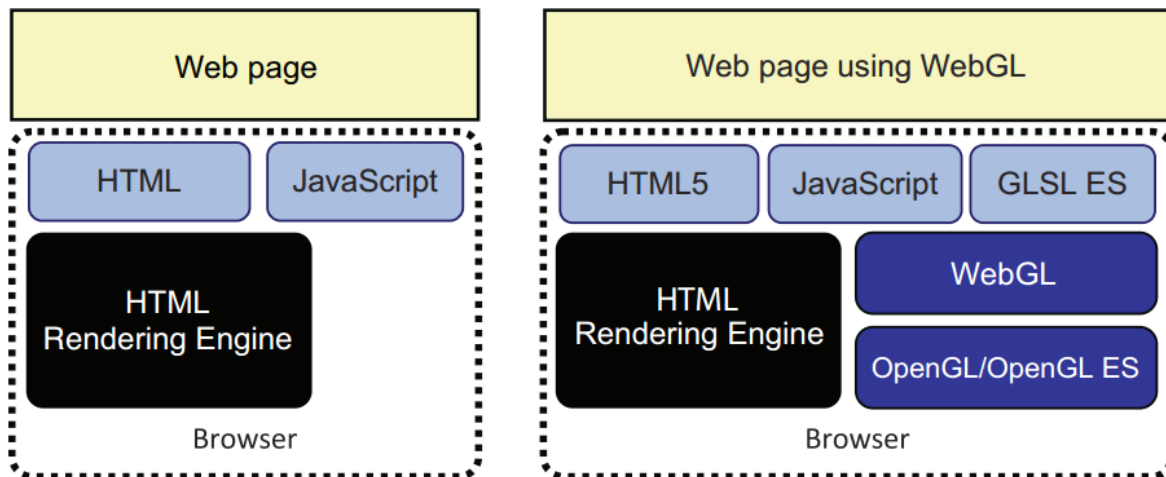 Web page
HTML
JavaScript
HTML
Rendering Engine
Browser
Web page using WebGL
HTML5
JavaScript
GLSL ES
HTML
Rendering Engine
WebGL
OpenGL/OpenGL ES
Browser